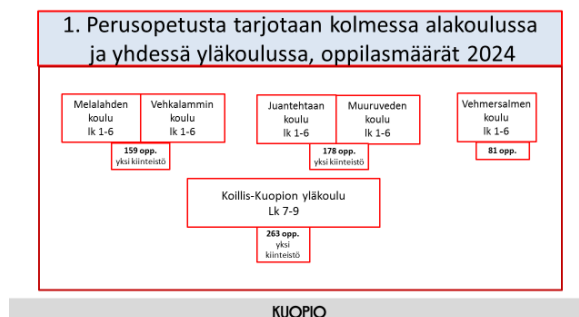 1. Perusopetusta tarjotaan kolmessa alakoulussa
ja yhdessä yläkoulussa, oppilasmäärät 2024
Melalahden
koulu
lk 1-6
Vehkalammin
koulu
lk 1-6
159 opp.
yksi kiinteistö
Juantehtaan
koulu
lk 1-6
Muuruveden
koulu
lk 1-6
178 opp.
yksi kiinteistö
Vehmersalmen
koulu
lk 1-6
81 opp.
Koillis-Kuopion yläkoulu
Lk 7-9
263 opp.
yksi
kiinteistö
KUOPIO